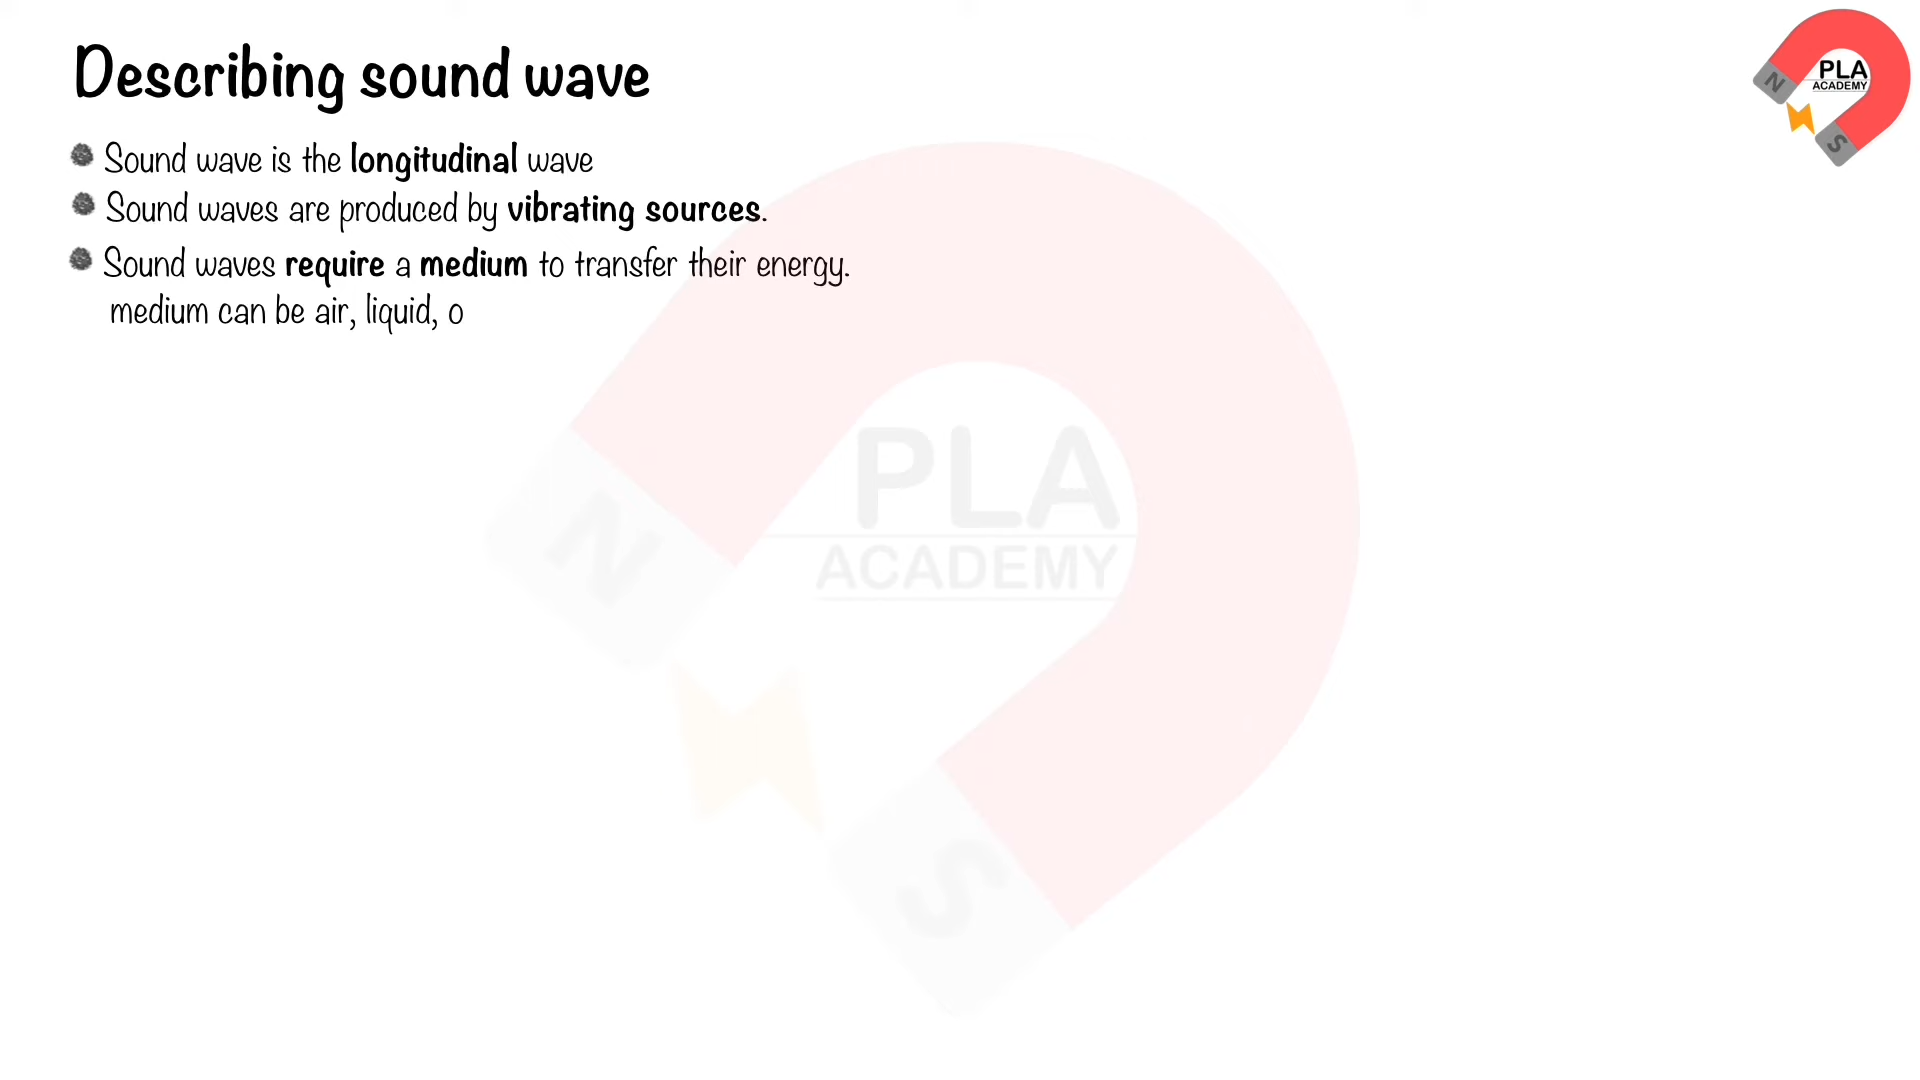 Describing sound wave
Sound wave is the longitudinal wave
Sound waves are produced by vibrating sources.
Sound waves require a medium to transfer their energy.
medium can be air, liquid, o
PLA
ACADEMY
N
S
PLA
ACADEMY
N
S